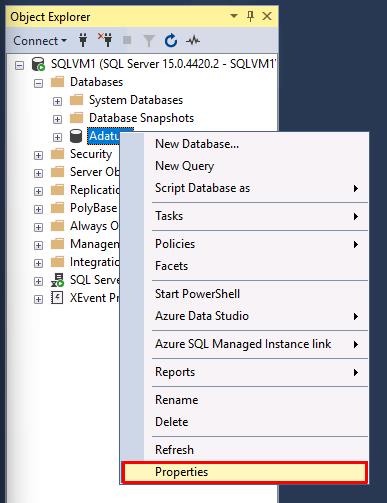 Object Explorer
Connect
SQLVM1 (SQL Server 15.0.4420.2 - SQLVM1
Databases
System Databases
Database Snapshots
Adatu
Security
Server Ob
Replicatio
PolyBase
Always O
Managen
Integratio
SQL Serve
XEvent Pr
New Database...
New Query
Script Database as
Tasks
Policies
Facets
Start PowerShell
Azure Data Studio
Azure SQL Managed Instance link
Reports
Rename
Delete
Refresh
Properties